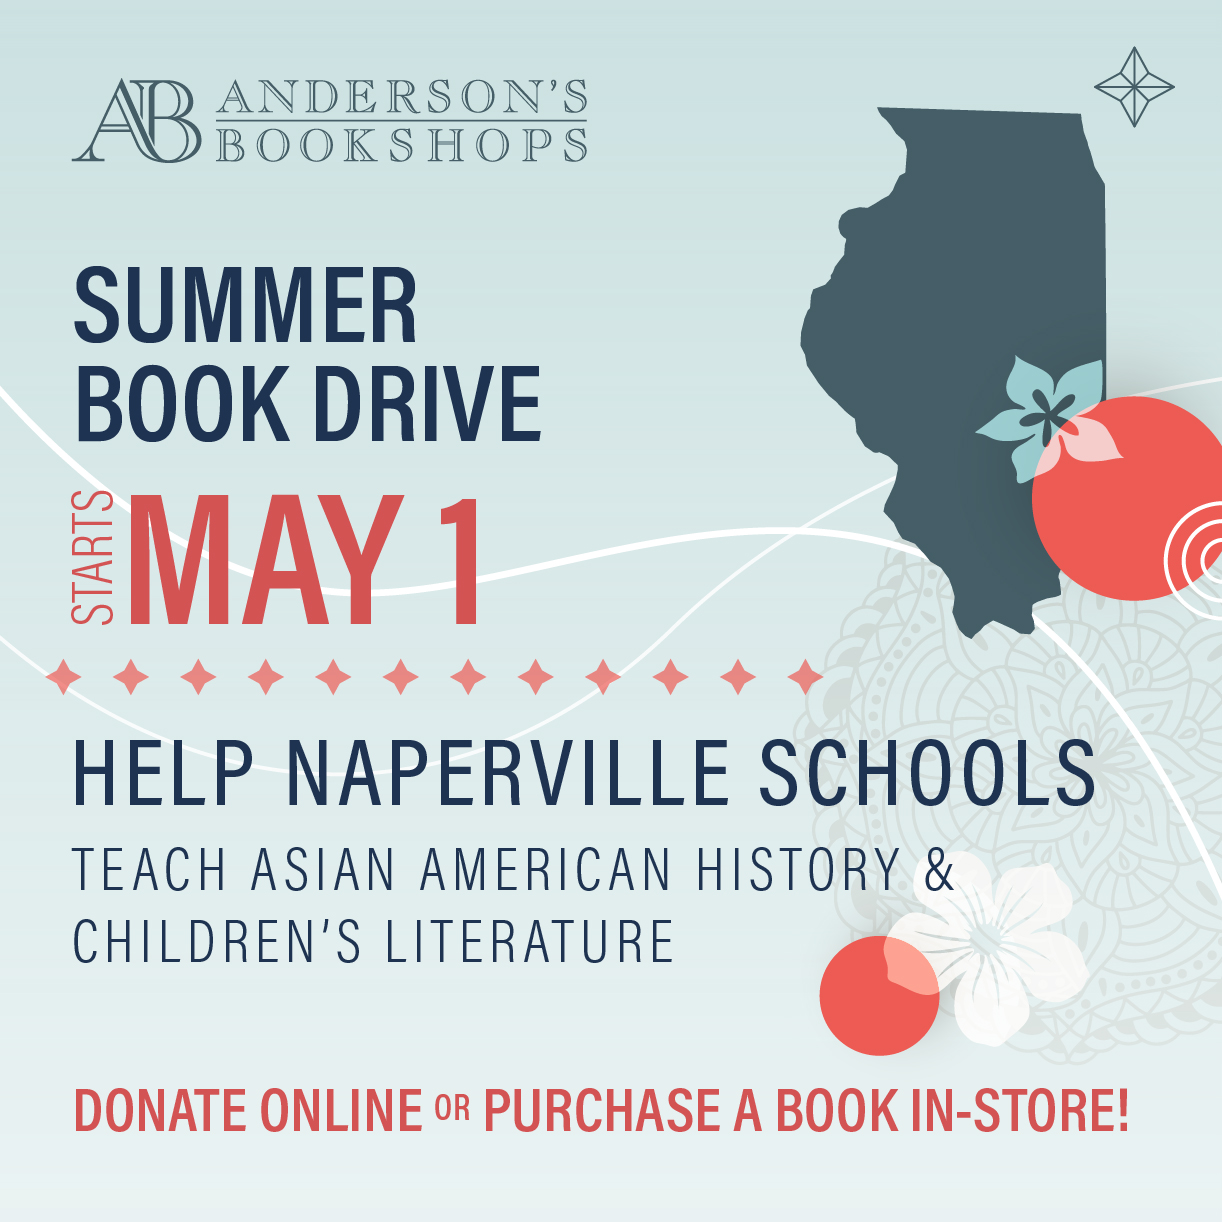 AB ANDERSON'S
BOOKSHOPS
SUMMER
BOOK DRIVE
STARTS MAY 1
HELP NAPERVILLE SCHOOLS
TEACH ASIAN AMERICAN HISTORY &
CHILDREN'S LITERATURE
DONATE ONLINE OR PURCHASE A BOOK IN-STORE!